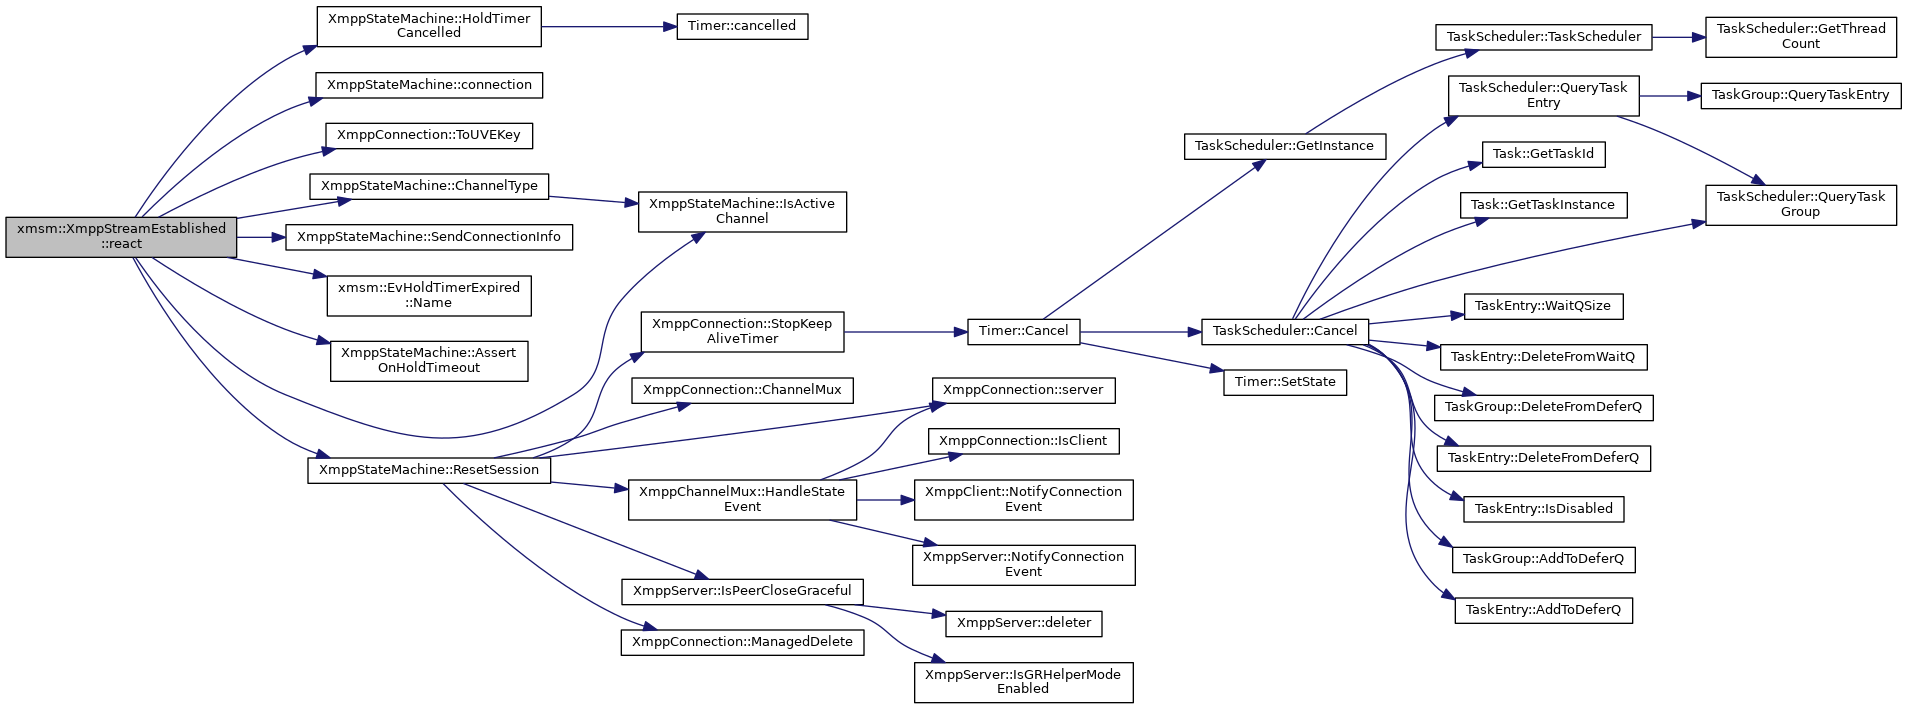 xmsm::XmppStreamEstablished
::react
XmppStateMachine::HoldTimer
Cancelled
XmppStateMachine::connection
XmppConnection::ToUVEKey
XmppStateMachine::ChannelType
XmppStateMachine::SendConnectionInfo
xmsm::EvHoldTimerExpired
::Name
XmppStateMachine::Assert
OnHoldTimeout
XmppStateMachine::ResetSession
Timer::cancelled
XmppStateMachine::IsActive
Channel
XmppConnection::StopKeep
AliveTimer
XmppConnection::ChannelMux
XmppChannelMux::HandleState
Event
XmppServer::IsPeerCloseGraceful
XmppConnection::ManagedDelete
Timer::Cancel
XmppConnection::server
XmppConnection::IsClient
XmppClient::NotifyConnection
Event
XmppServer::NotifyConnection
Event
XmppServer::deleter
XmppServer::IsGRHelperMode
Enabled
TaskScheduler::GetInstance
TaskScheduler::Cancel
Timer::SetState
TaskScheduler::TaskScheduler
TaskScheduler::QueryTask
Entry
Task::GetTaskId
Task::GetTaskInstance
TaskEntry::WaitQSize
TaskEntry::DeleteFromWaitQ
TaskGroup::DeleteFromDeferQ
TaskEntry::DeleteFromDeferQ
TaskEntry::IsDisabled
TaskGroup::AddToDeferQ
TaskEntry::AddToDeferQ
TaskScheduler::GetThread
Count
TaskGroup::QueryTaskEntry
TaskScheduler::QueryTask
Group